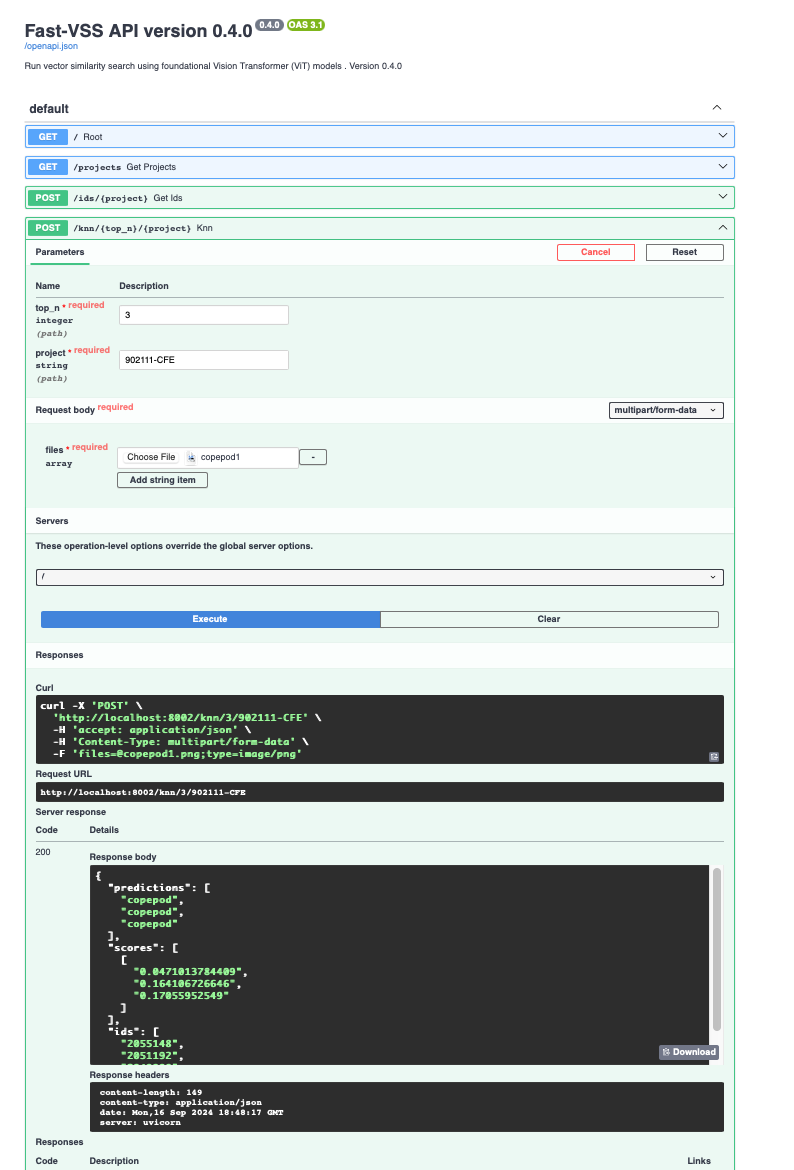 Fast-VSS API version 0.4.0 0.4.0 OAS 3.1
/openapi.json
Run vector similarity search using foundational Vision Transformer (ViT) models . Version 0.4.0
default
GET / Root
GET /projects Get Projects
POST /ids/{project} Get Ids
POST /knn/{top_n}/{project} Knn
Parameters Cancel Reset
Name Description
top_n * required
integer
(path)
3
project * required
string
(path)
902111-CFE
Request body required multipart/form-data
files * required
array
Choose File copepod1 -
Add string item
Servers
These operation-level options override the global server options.
/
Execute Clear
Responses
Curl
curl -X 'POST' \
'http://localhost:8002/knn/3/902111-CFE' \
-H 'accept: application/json' \
-H 'Content-Type: multipart/form-data' \
-F 'files=@copepod1.png;type=image/png'
Request URL
http://localhost:8002/knn/3/902111-CFE
Server response
Code Details
200
Response body
{
"predictions": [
"copepod",
"copepod",
"copepod"
],
"scores": [
[
"0.0471013784409",
"0.164106726646",
"0.17055952549"
]
],
"ids": [
"2055148",
"2051192",
Download
Response headers
content-length: 149
content-type: application/json
date: Mon,16 Sep 2024 18:48:17 GMT
server: uvicorn
Responses
Code Description Links